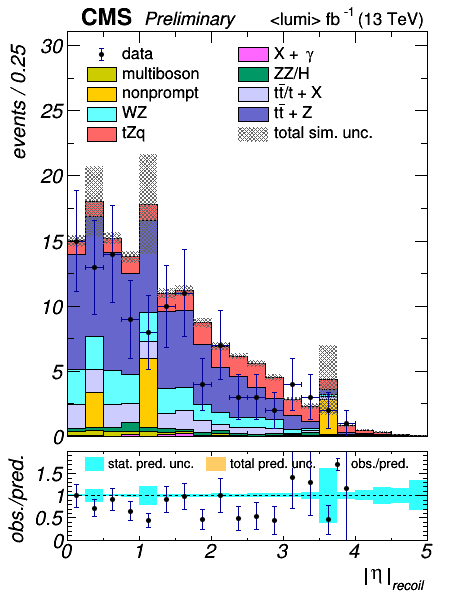 CMS Preliminary <lumi> fb⁻¹ (13 TeV)
events / 0.25
30
25
20
15
10
5
0
data
multiboson
nonprompt
WZ
tZq
X + γ
ZZ/H
tt̄/t + X
tt̄ + Z
total sim. unc.
obs./pred.
1.5
1
0.5
0
stat. pred. unc. total pred. unc. obs./pred.
0 1 2 3 4 5
|η|recoil